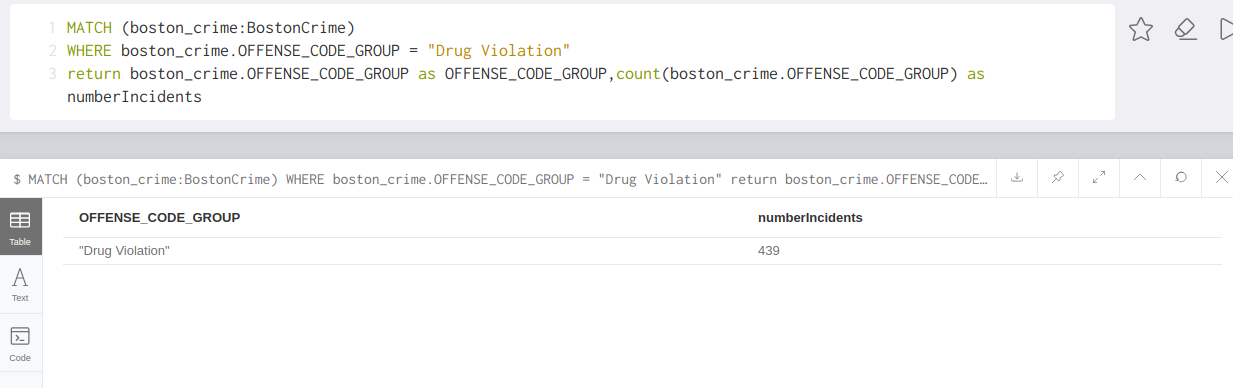 1 MATCH (boston_crime:BostonCrime)
2 WHERE boston_crime.OFFENSE_CODE_GROUP = "Drug Violation"
3 return boston_crime.OFFENSE_CODE_GROUP as OFFENSE_CODE_GROUP,count(boston_crime.OFFENSE_CODE_GROUP) as
numberIncidents
$ MATCH (boston_crime:BostonCrime) WHERE boston_crime.OFFENSE_CODE_GROUP = "Drug Violation" return boston_crime.OFFENSE_CODE…
OFFENSE_CODE_GROUP numberIncidents
Table
"Drug Violation" 439
A
Text
Code